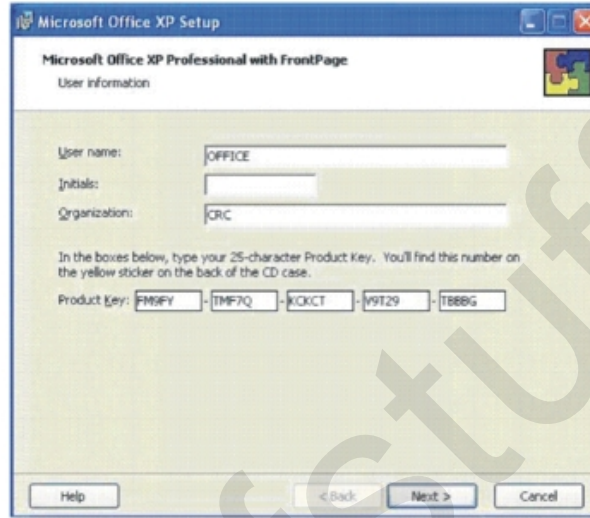 Microsoft Office XP Setup
Microsoft Office XP Professional with FrontPage
User information
User name: OFFICE
Initials:
Organization: CRC
In the boxes below, type your 25-character Product Key. You'll find this number on
the yellow sticker on the back of the CD case.
Product Key: FM9FY - TMF7Q - KCKCT - V9T29 - TBBBG
Help < Back Next > Cancel